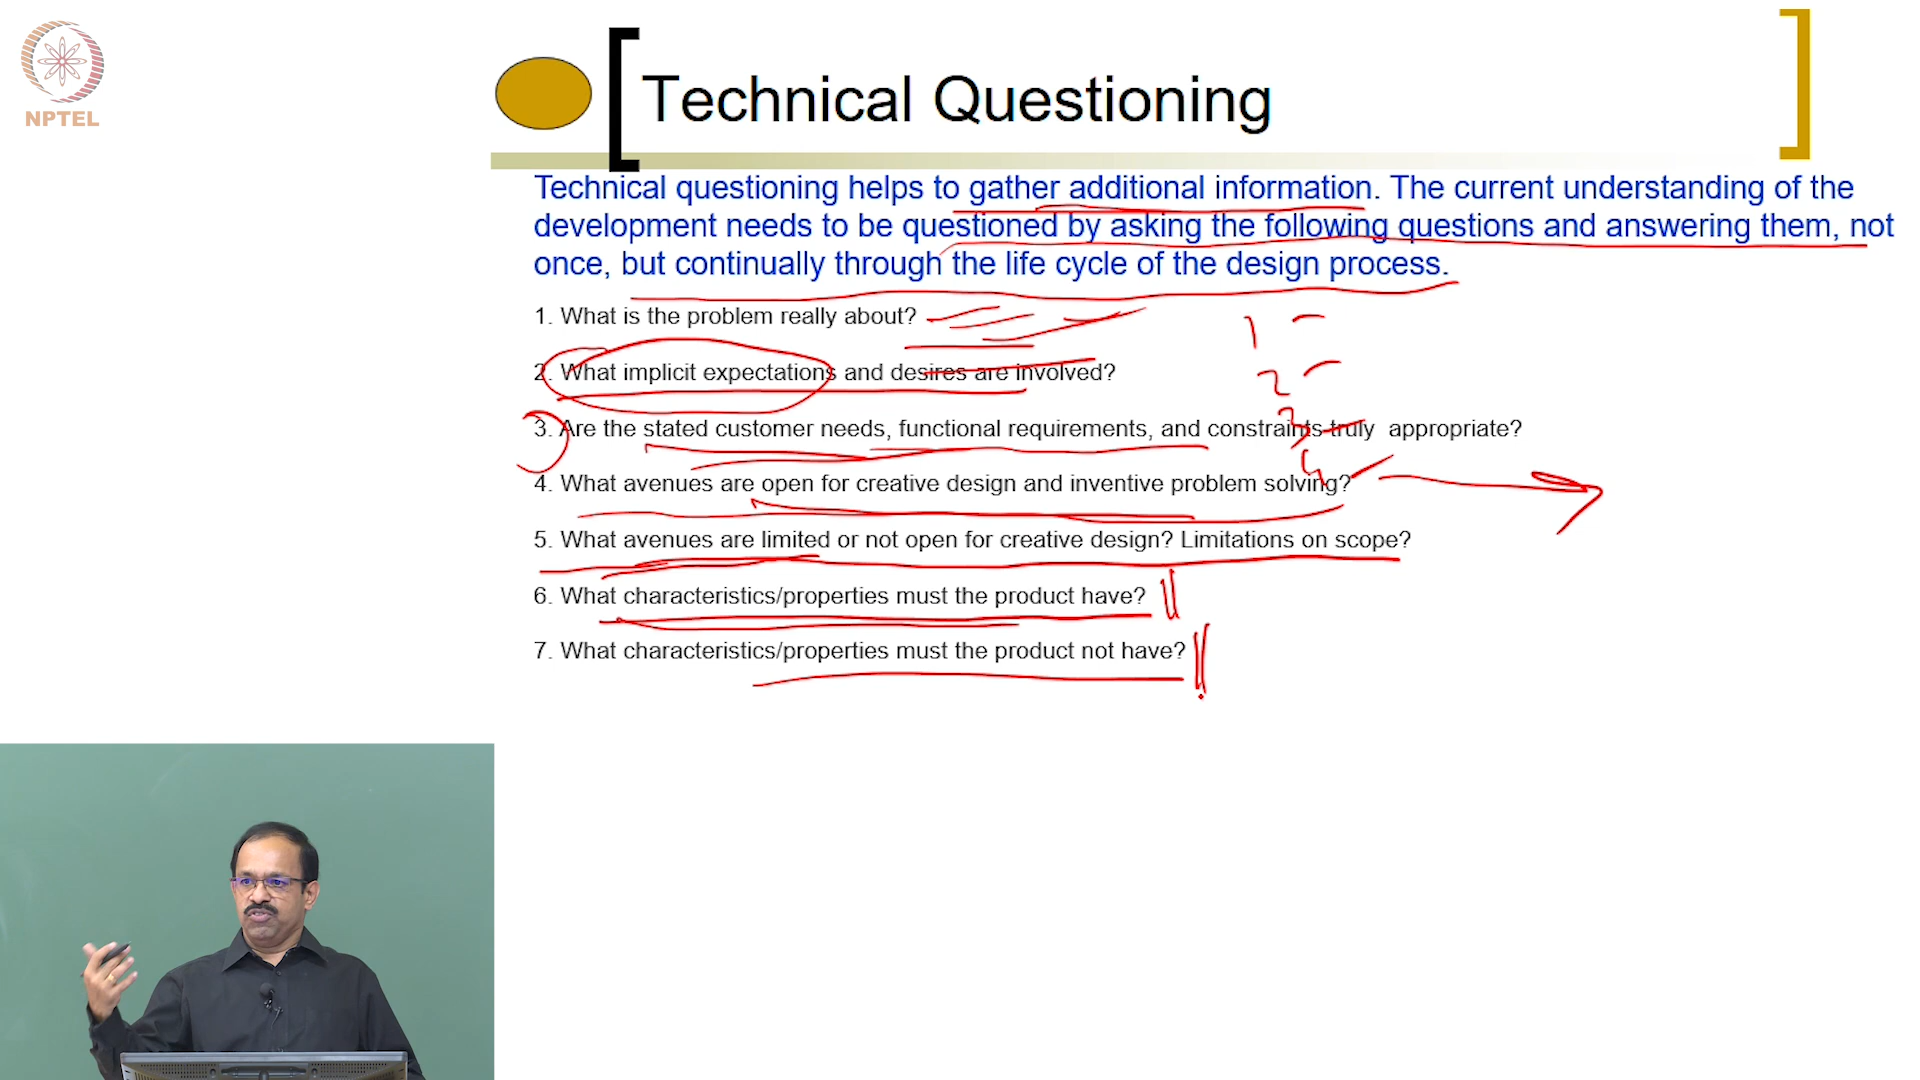 NPTEL
Technical Questioning
Technical questioning helps to gather additional information. The current understanding of the
development needs to be questioned by asking the following questions and answering them, not
once, but continually through the life cycle of the design process.
1. What is the problem really about?
1
2. What implicit expectations and desires are involved?
2
3. Are the stated customer needs, functional requirements, and constraints truly appropriate?
3
4. What avenues are open for creative design and inventive problem solving?
4
5. What avenues are limited or not open for creative design? Limitations on scope?
6. What characteristics/properties must the product have?
7. What characteristics/properties must the product not have?